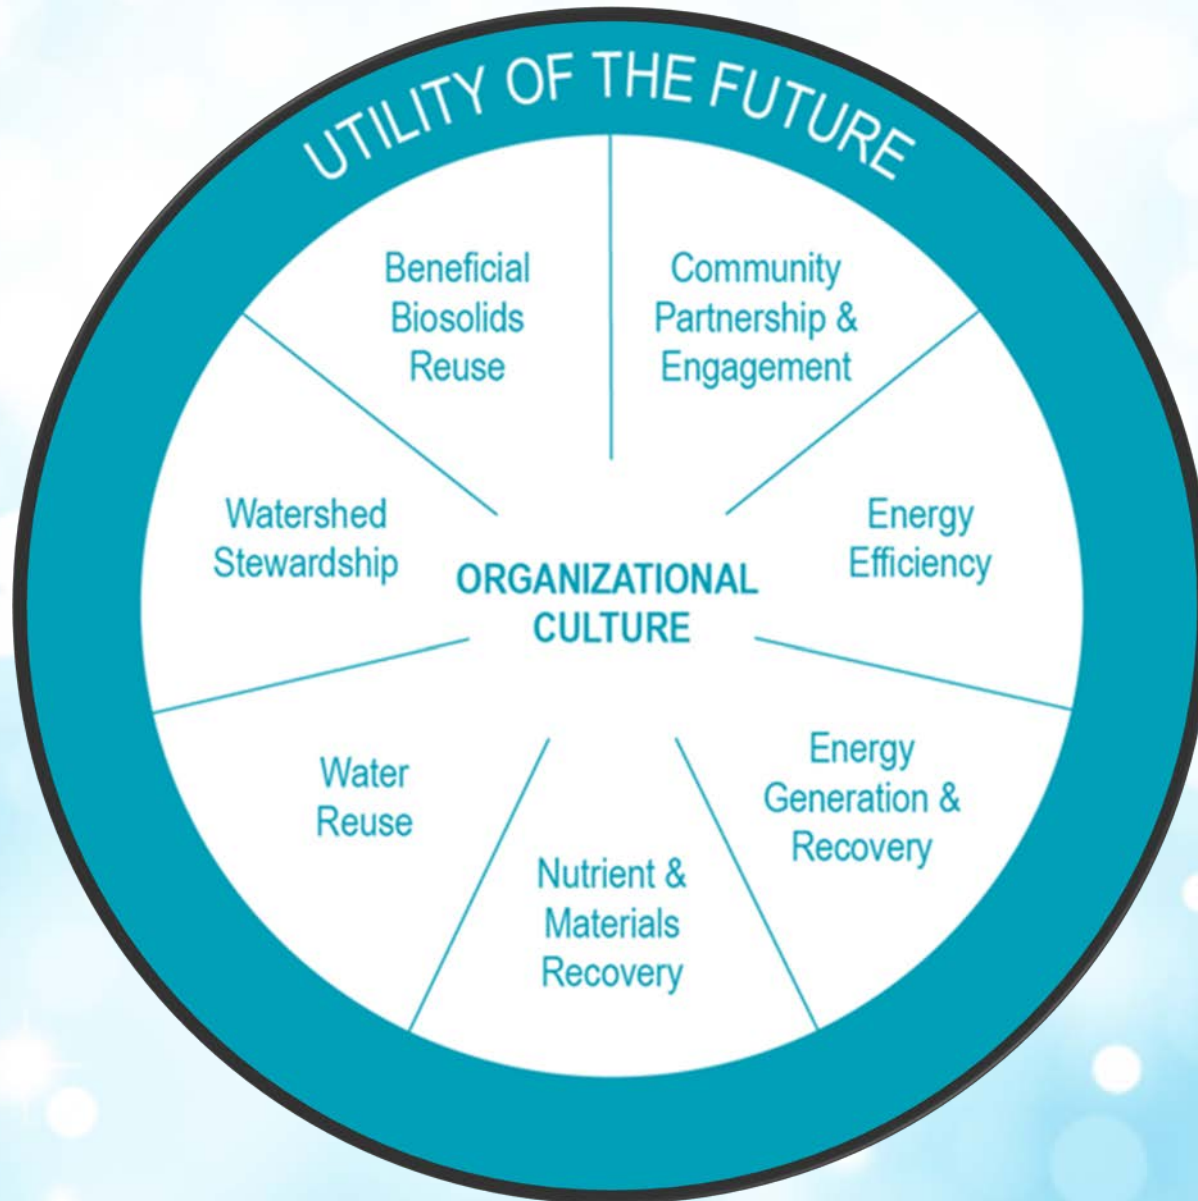 UTILITY OF THE FUTURE
Beneficial
Biosolids
Reuse
Community
Partnership &
Engagement
Energy
Efficiency
Energy
Generation &
Recovery
Nutrient &
Materials
Recovery
Water
Reuse
Watershed
Stewardship
ORGANIZATIONAL
CULTURE